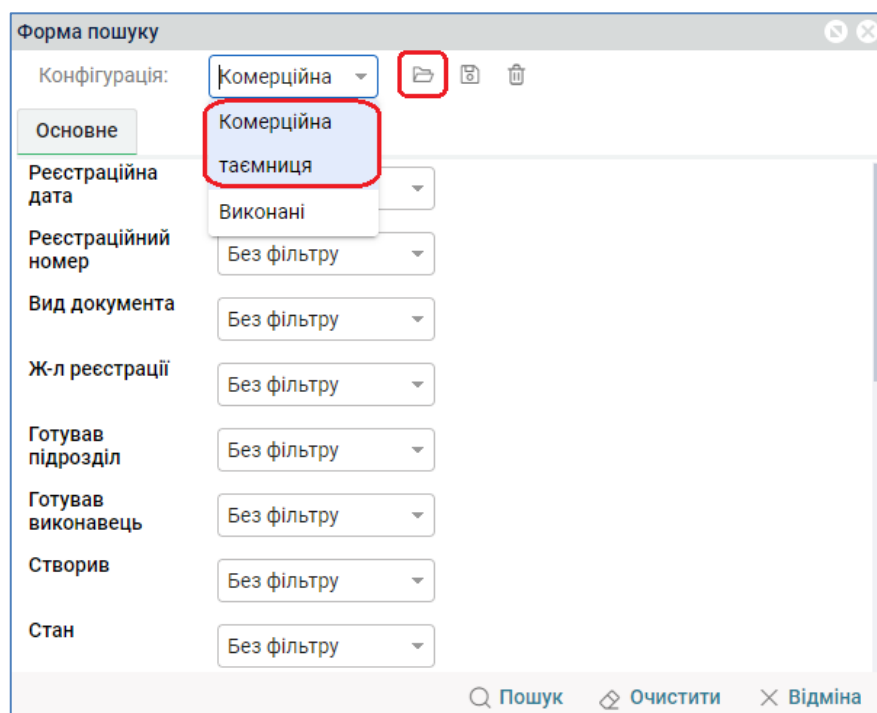 Форма пошуку
Конфігурація:
Комерційна
Комерційна
таємниця
Виконані
Основне
Реєстраційна
дата
Реєстраційний
номер
Без фільтру
Вид документа
Без фільтру
Ж-л реєстрації
Без фільтру
Готував
підрозділ
Без фільтру
Готував
виконавець
Без фільтру
Створив
Без фільтру
Стан
Без фільтру
Пошук
Очистити
Відміна